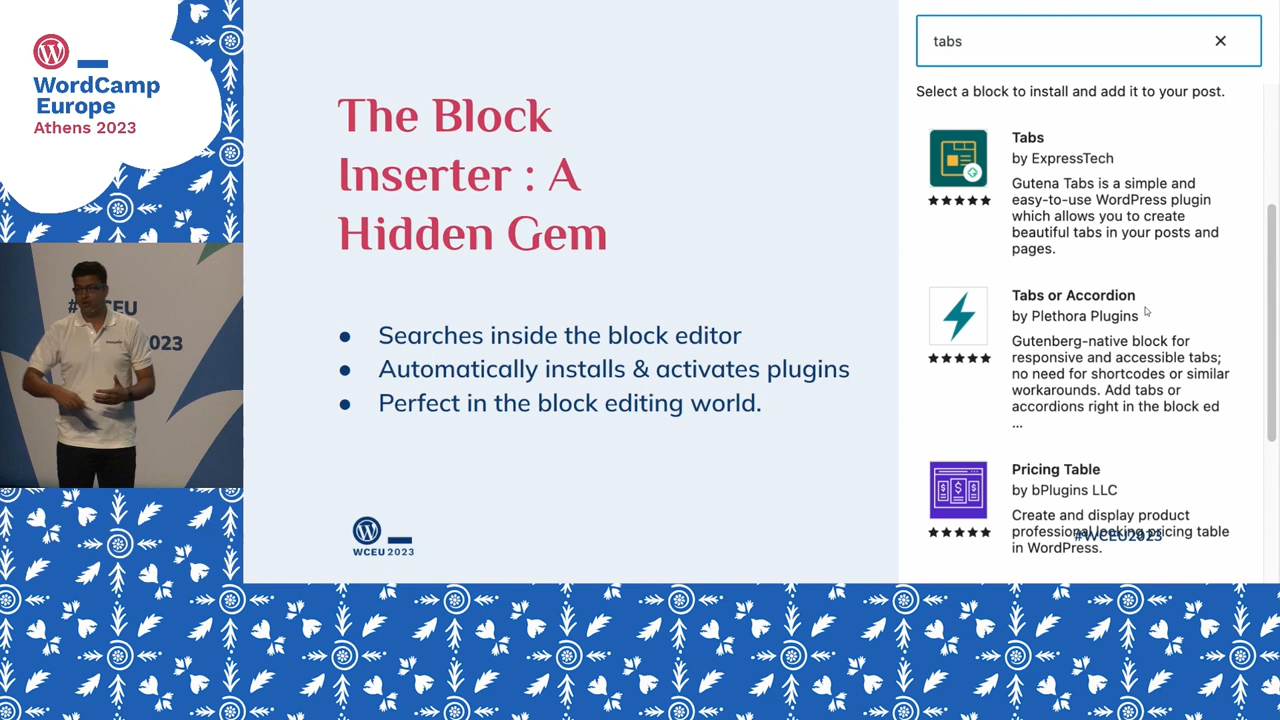 WordCamp
Europe
Athens 2023
The Block
Inserter : A
Hidden Gem
● Searches inside the block editor
● Automatically installs & activates plugins
● Perfect in the block editing world.
WCEU 2023
tabs
Select a block to install and add it to your post.
Tabs
by ExpressTech
Gutena Tabs is a simple and
easy-to-use WordPress plugin
which allows you to create
beautiful tabs in your posts and
pages.
Tabs or Accordion
by Plethora Plugins
Gutenberg-native block for
responsive and accessible tabs;
no need for shortcodes or similar
workarounds. Add tabs or
accordions right in the block ed
...
Pricing Table
by bPlugins LLC
Create and display product
professional looking pricing table
in WordPress.
#WCEU2023
2023